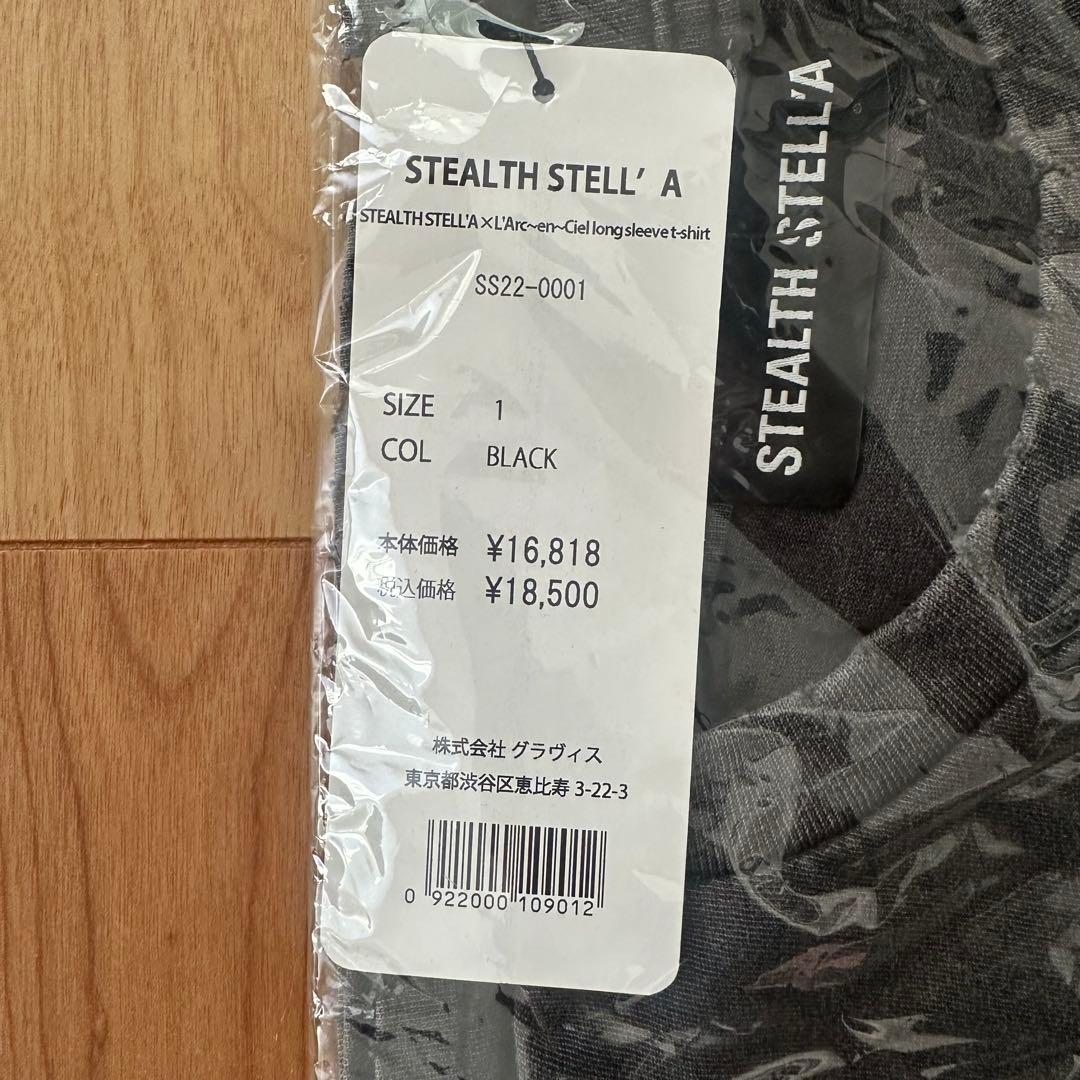 STEALTH STELL' A
STEALTH STELL'A×L'Arc~en~Ciel long sleeve t-shirt
SS22-0001
SIZE 1
COL BLACK
本体価格 ¥16,818
税込価格 ¥18,500
株式会社 グラヴィス
東京都渋谷区恵比寿 3-22-3
0 922000 109012
STEALTH STELL'A